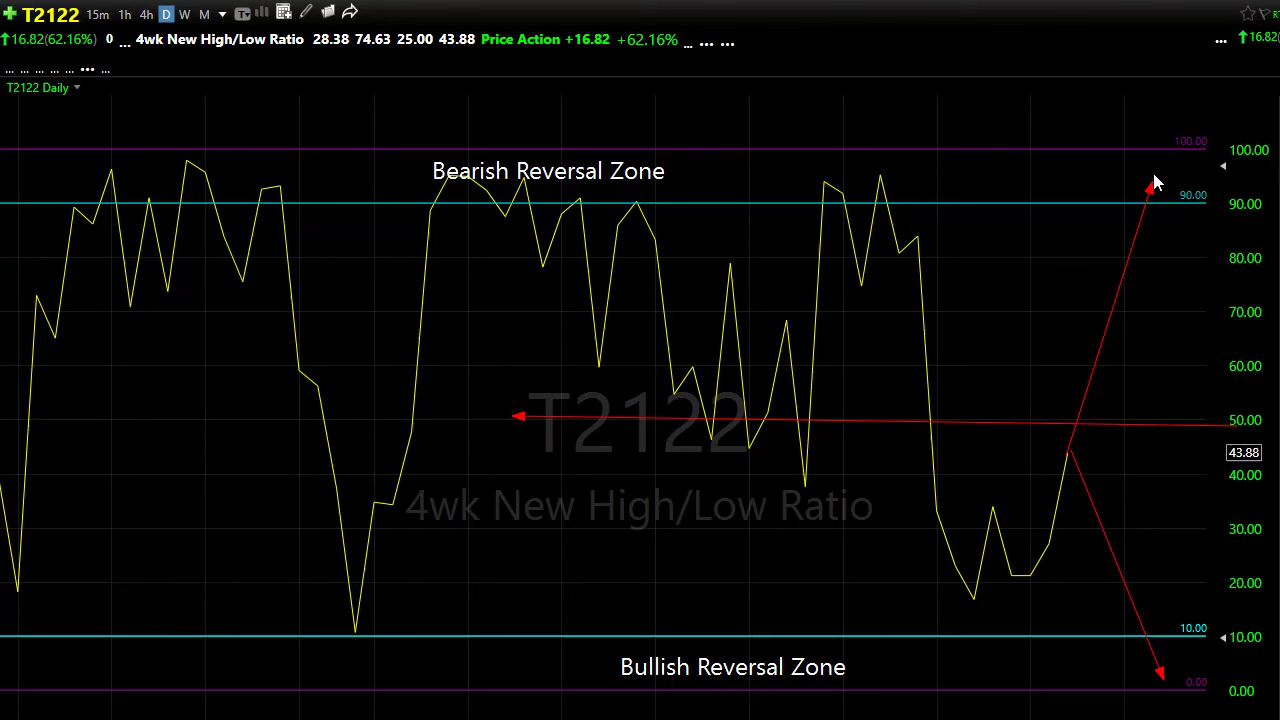 T2122 15m 1h 4h D W M
16.82(62.16%) 0 ... 4wk New High/Low Ratio 28.38 74.63 25.00 43.88 Price Action +16.82 +62.16% ... ... ... ... 16.82(
... ... ... ... ... ... ...
T2122 Daily
100.00 100.00
Bearish Reversal Zone
90.00 90.00
80.00
70.00
60.00
T2122
50.00
43.88
40.00
4wk New High/Low Ratio
30.00
20.00
10.00 10.00
Bullish Reversal Zone
0.00 0.00